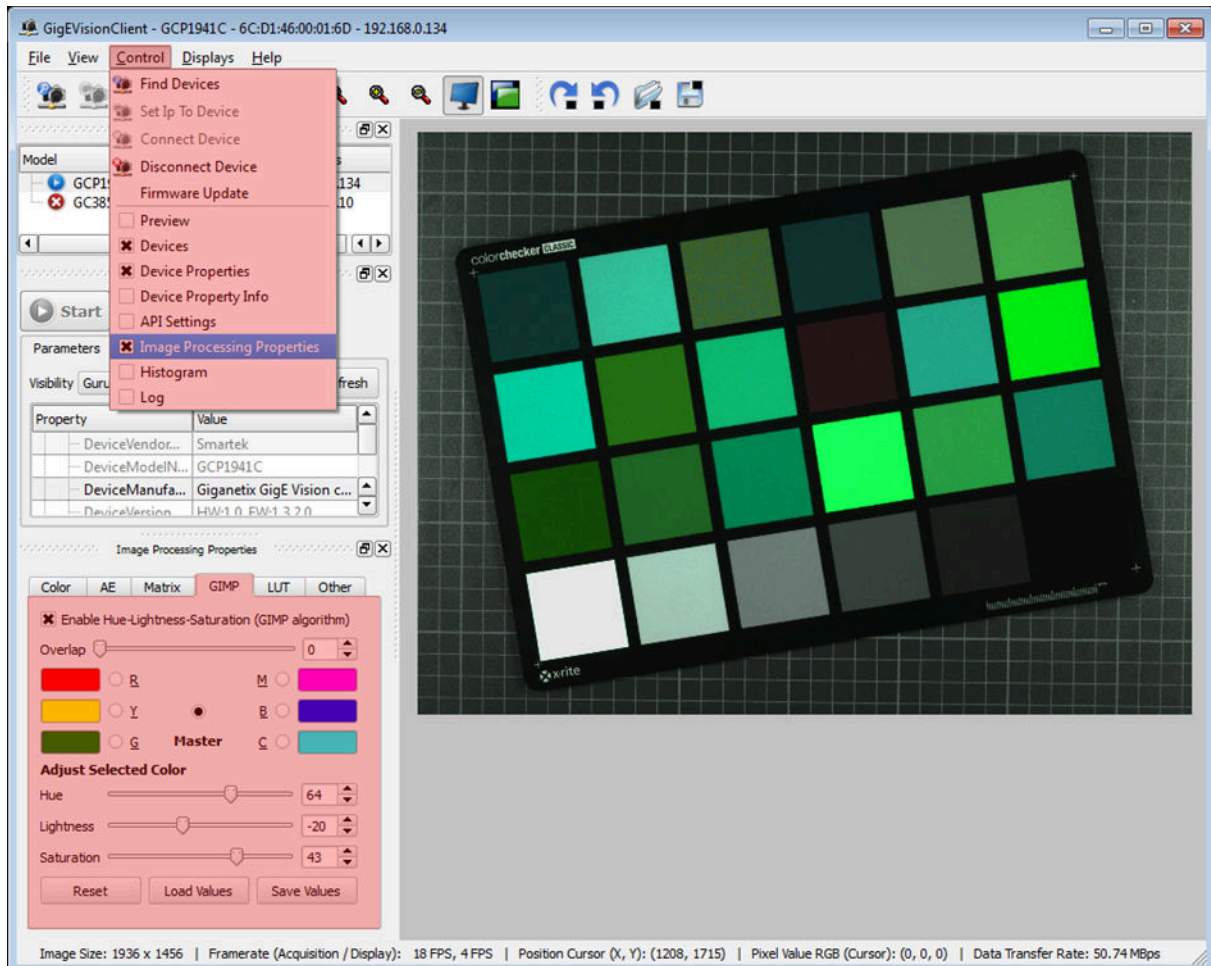 GigEVisionClient - GCP1941C - 6C:D1:46:00:01:6D - 192.168.0.134
File View Control Displays Help
Find Devices
Set Ip To Device
Connect Device
Disconnect Device
Firmware Update
Preview
Devices
Device Properties
Device Property Info
API Settings
Image Processing Properties
Histogram
Log
Model
GCP19
.134
GC385
.10
Start
Parameters
Visibility Guru
fresh
Property Value
DeviceVendor... Smartek
DeviceModelN... GCP1941C
DeviceManufa... Giganetix GigE Vision c...
DeviceVersion HW:1.0, FW:1.3.2.0
Image Processing Properties
Color AE Matrix GIMP LUT Other
Enable Hue-Lightness-Saturation (GIMP algorithm)
Overlap 0
R M
Y B
G Master C
Adjust Selected Color
Hue 64
Lightness -20
Saturation 43
Reset Load Values Save Values
colorchecker CLASSIC
x-rite
Image Size: 1936 x 1456 | Framerate (Acquisition / Display): 18 FPS, 4 FPS | Position Cursor (X, Y): (1208, 1715) | Pixel Value RGB (Cursor): (0, 0, 0) | Data Transfer Rate: 50.74 MBps